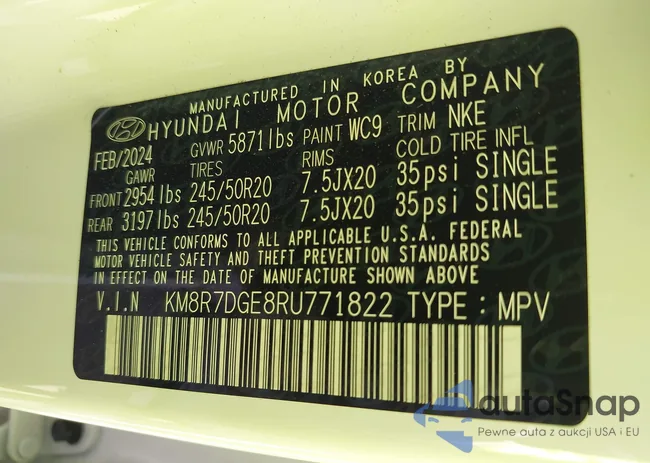 MANUFACTURED IN KOREA BY
HYUNDAI MOTOR COMPANY
FEB/2024 GVWR 5871lbs PAINT WC9 TRIM NKE
GAWR TIRES RIMS COLD TIRE INFL
FRONT 2954lbs 245/50R20 7.5JX20 35psi SINGLE
REAR 3197lbs 245/50R20 7.5JX20 35psi SINGLE
THIS VEHICLE CONFORMS TO ALL APPLICABLE U.S.A. FEDERAL
MOTOR VEHICLE SAFETY AND THEFT PREVENTION STANDARDS
IN EFFECT ON THE DATE OF MANUFACTURE SHOWN ABOVE
V.I.N KM8R7DGE8RU771822 TYPE : MPV
autaSnap
Pewne auta z aukcji USA i EU